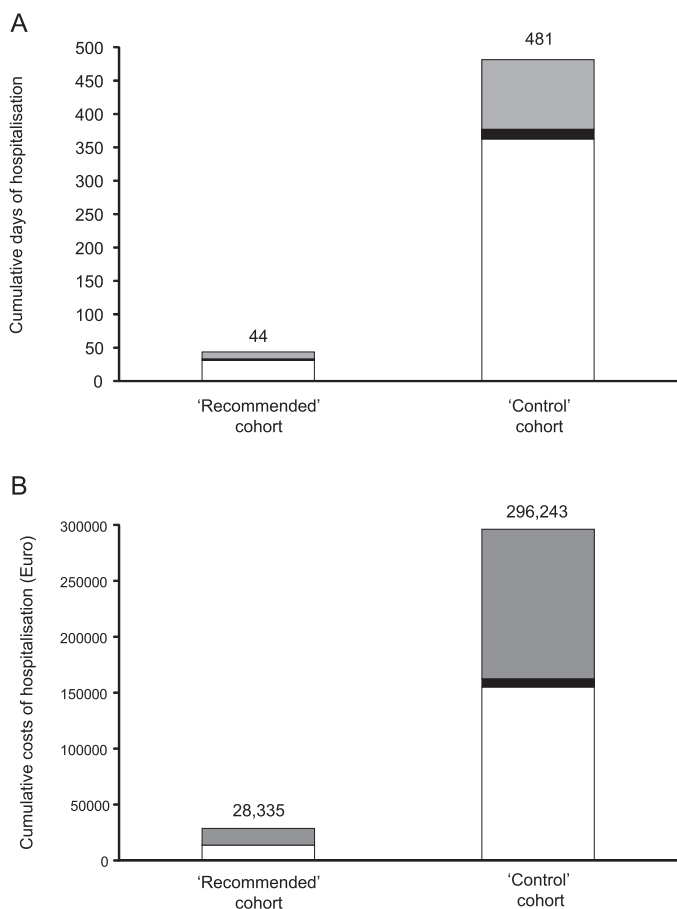 A
Cumulative days of hospitalisation
500
450
400
350
300
250
200
150
100
50
0
44
481
‘Recommended’
cohort
‘Control’
cohort
B
Cumulative costs of hospitalisation (Euro)
300000
250000
200000
150000
100000
50000
0
28,335
296,243
‘Recommended’
cohort
‘Control’
cohort